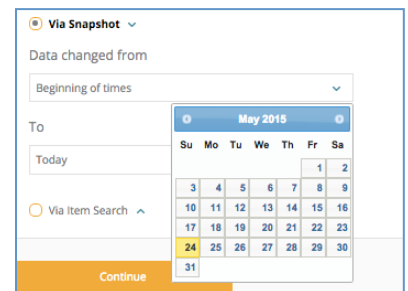 Via Snapshot
Data changed from
Beginning of times
To
Today
Via Item Search
Continue
May 2015
Su Mo Tu We Th Fr Sa
1 2
3 4 5 6 7 8 9
10 11 12 13 14 15 16
17 18 19 20 21 22 23
24 25 26 27 28 29 30
31